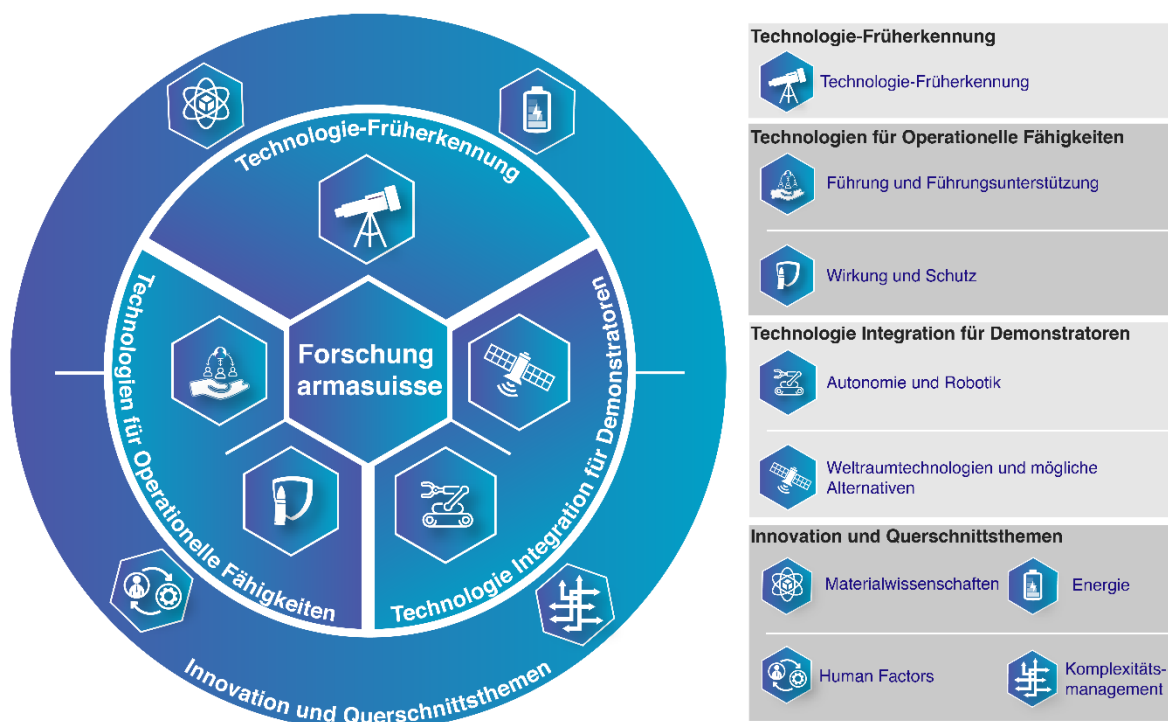 Technologie-Früherkennung
Technologien für Operationelle Fähigkeiten
Technologie Integration für Demonstratoren
Forschung
armasuisse
Innovation und Querschnittsthemen
Technologie-Früherkennung
Technologie-Früherkennung
Technologien für Operationelle Fähigkeiten
Führung und Führungsunterstützung
Wirkung und Schutz
Technologie Integration für Demonstratoren
Autonomie und Robotik
Weltraumtechnologien und mögliche
Alternativen
Innovation und Querschnittsthemen
Materialwissenschaften
Energie
Human Factors
Komplexitäts-
management